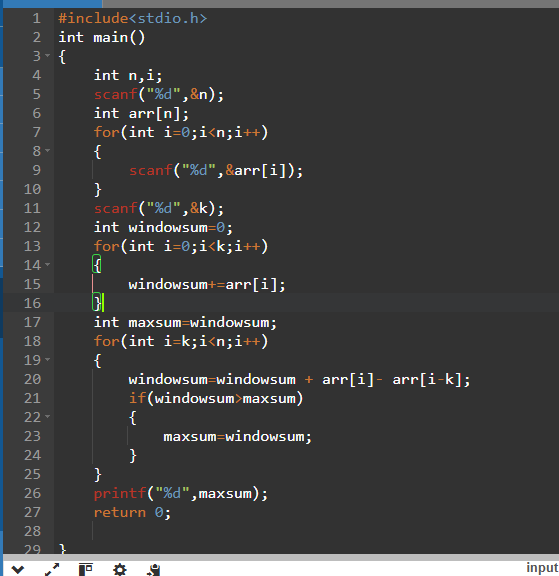 1 #include<stdio.h>
2 int main()
3 {
4 int n,i;
5 scanf("%d",&n);
6 int arr[n];
7 for(int i=0;i<n;i++)
8 {
9 scanf("%d",&arr[i]);
10 }
11 scanf("%d",&k);
12 int windowsum=0;
13 for(int i=0;i<k;i++)
14 {
15 windowsum+=arr[i];
16 }
17 int maxsum=windowsum;
18 for(int i=k;i<n;i++)
19 {
20 windowsum=windowsum + arr[i]- arr[i-k];
21 if(windowsum>maxsum)
22 {
23 maxsum=windowsum;
24 }
25 }
26 printf("%d",maxsum);
27 return 0;
28
29 }
input